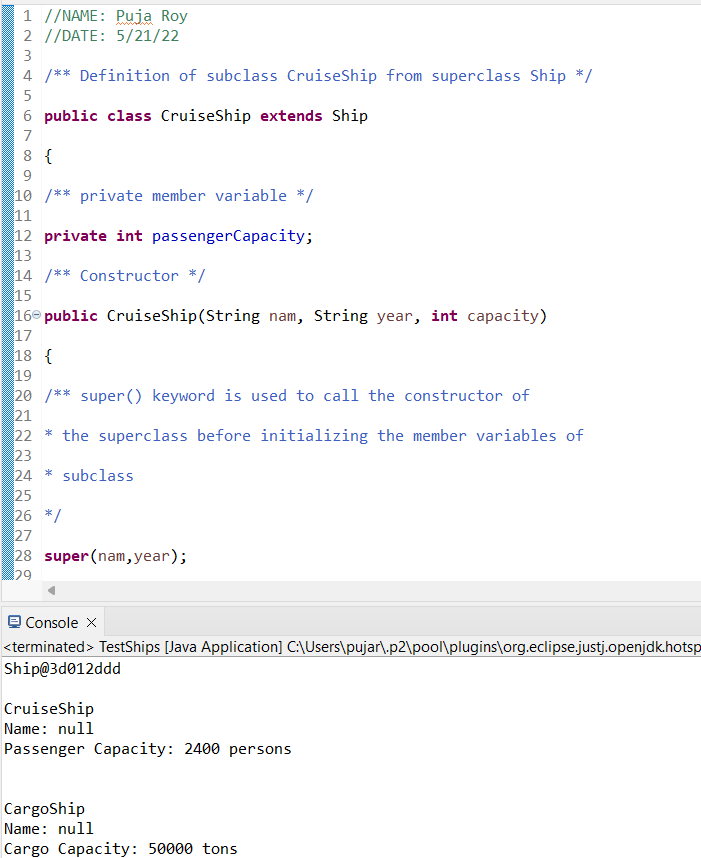 1 //NAME: Puja Roy
2 //DATE: 5/21/22
3
4 /** Definition of subclass CruiseShip from superclass Ship */
5
6 public class CruiseShip extends Ship
7
8 {
9
10 /** private member variable */
11
12 private int passengerCapacity;
13
14 /** Constructor */
15
16 public CruiseShip(String nam, String year, int capacity)
17
18 {
19
20 /** super() keyword is used to call the constructor of
21
22 * the superclass before initializing the member variables of
23
24 * subclass
25
26 */
27
28 super(nam,year);
29
Console
<terminated> TestShips [Java Application] C:\Users\pujar\.p2\pool\plugins\org.eclipse.justj.openjdk.hotsp
Ship@3d012ddd
CruiseShip
Name: null
Passenger Capacity: 2400 persons
CargoShip
Name: null
Cargo Capacity: 50000 tons